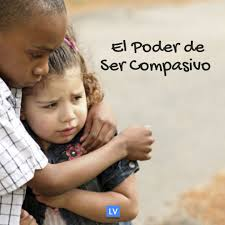 El Poder de
Ser Compasivo
LV